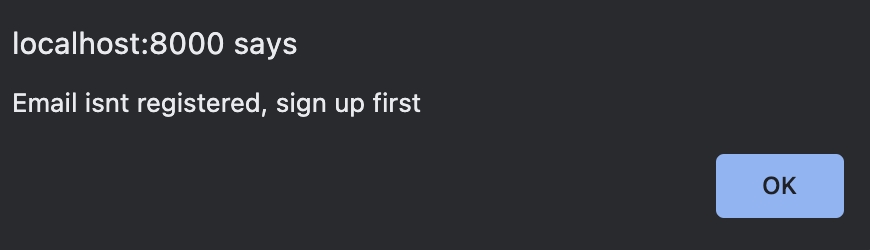 localhost:8000 says
Email isnt registered, sign up first
OK